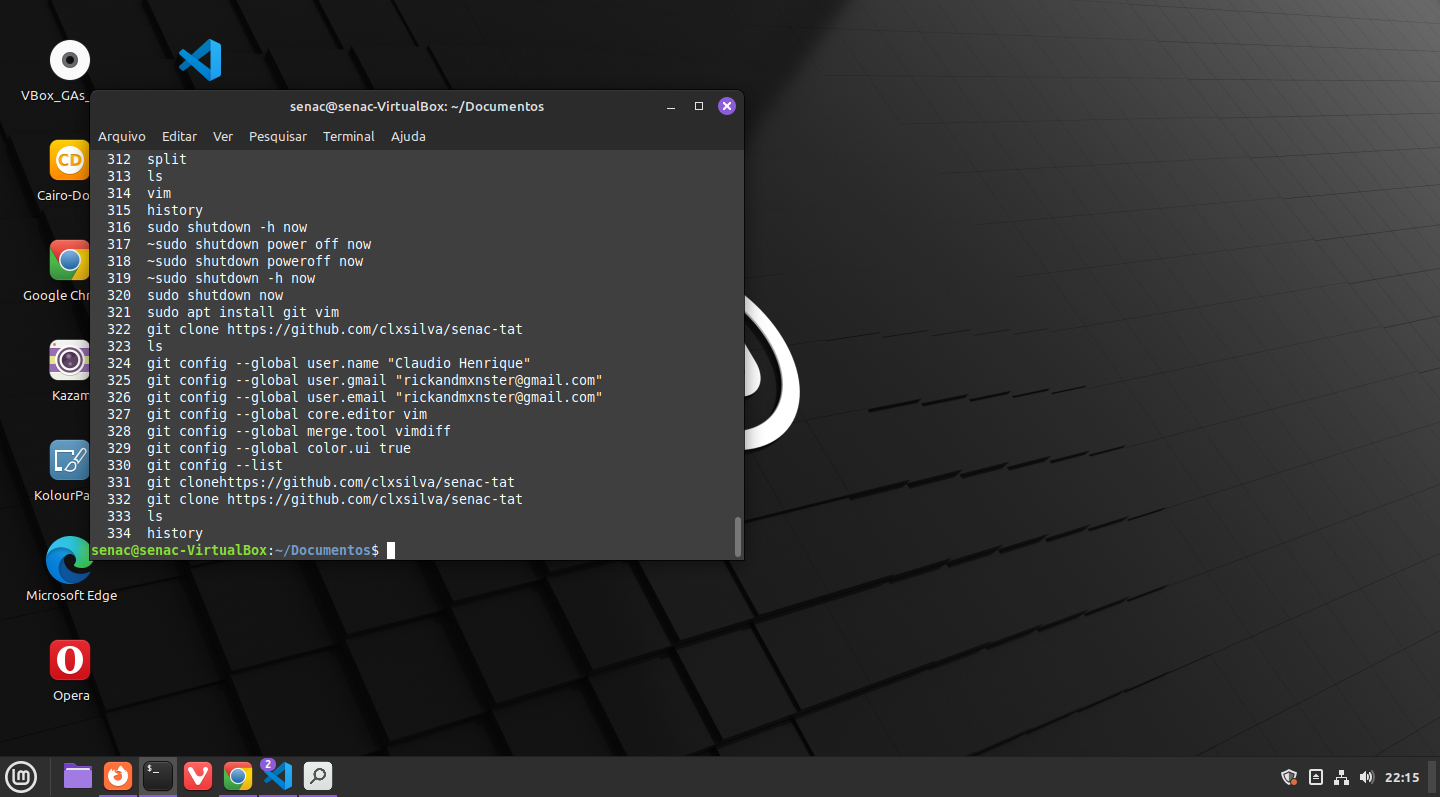 VBox_GAs_
senac@senac-VirtualBox: ~/Documentos
Arquivo Editar Ver Pesquisar Terminal Ajuda
312 split
313 ls
314 vim
315 history
316 sudo shutdown -h now
317 ~sudo shutdown power off now
318 ~sudo shutdown poweroff now
319 ~sudo shutdown -h now
320 sudo shutdown now
321 sudo apt install git vim
322 git clone https://github.com/clxsilva/senac-tat
323 ls
324 git config --global user.name "Claudio Henrique"
325 git config --global user.gmail "rickandmxnster@gmail.com"
326 git config --global user.email "rickandmxnster@gmail.com"
327 git config --global core.editor vim
328 git config --global merge.tool vimdiff
329 git config --global color.ui true
330 git config --list
331 git clonehttps://github.com/clxsilva/senac-tat
332 git clone https://github.com/clxsilva/senac-tat
333 ls
334 history
senac@senac-VirtualBox:~/Documentos$
CD
Cairo-Do
Google Chr
Kazam
KolourPa
Microsoft Edge
Opera
$_
2
22:15